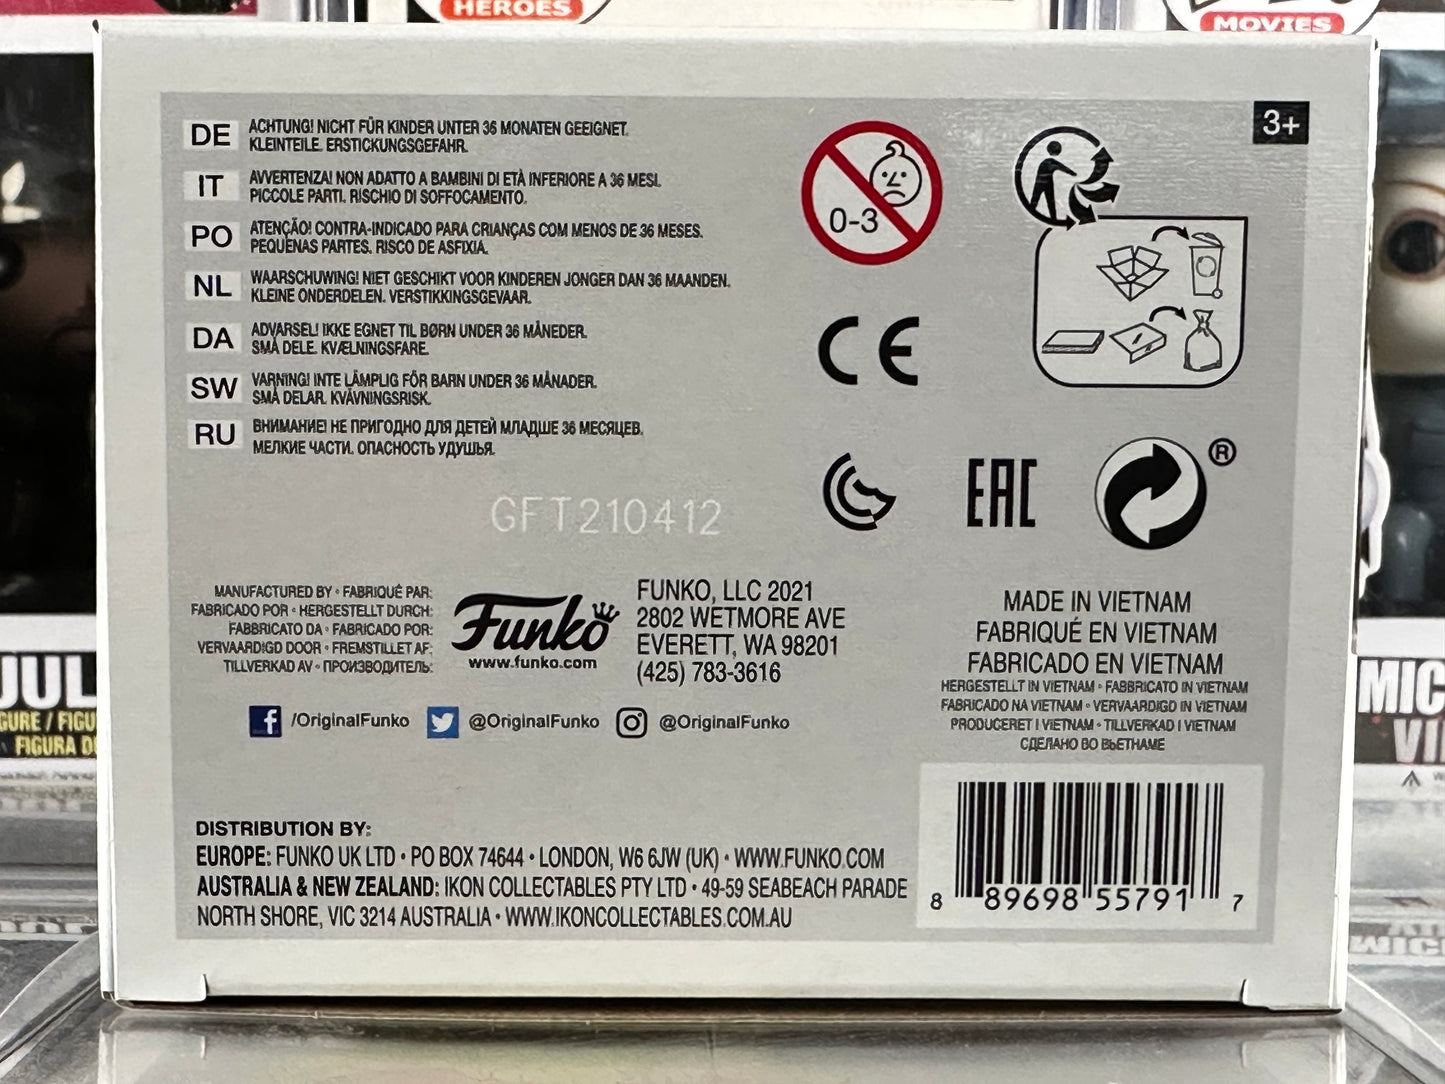 HEROES
MOVIES
3+
DE ACHTUNG! NICHT FÜR KINDER UNTER 36 MONATEN GEEIGNET.
KLEINTEILE. ERSTICKUNGSGEFAHR.
IT AVVERTENZA! NON ADATTO A BAMBINI DI ETÀ INFERIORE A 36 MESI.
PICCOLE PARTI. RISCHIO DI SOFFOCAMENTO.
PO ATENÇÃO! CONTRA-INDICADO PARA CRIANÇAS COM MENOS DE 36 MESES.
PEQUENAS PARTES. RISCO DE ASFIXIA.
NL WAARSCHUWING! NIET GESCHIKT VOOR KINDEREN JONGER DAN 36 MAANDEN.
KLEINE ONDERDELEN. VERSTIKKINGSGEVAAR.
DA ADVARSEL! IKKE EGNET TIL BØRN UNDER 36 MÅNEDER.
SMÅ DELE. KVÆLNINGSFARE.
SW VARNING! INTE LÄMPLIG FÖR BARN UNDER 36 MÅNADER.
SMÅ DELAR. KVÄVNINGSRISK.
RU ВНИМАНИЕ! НЕ ПРИГОДНО ДЛЯ ДЕТЕЙ МЛАДШЕ 36 МЕСЯЦЕВ.
МЕЛКИЕ ЧАСТИ. ОПАСНОСТЬ УДУШЬЯ.
0-3
CE
EAC
®
GFT210412
MANUFACTURED BY • FABRIQUÉ PAR:
FABRICADO POR • HERGESTELLT DURCH:
FABBRICATO DA • FABRICADO POR:
VERVAARDIGD DOOR • FREMSTILLET AF:
TILLVERKAD AV • ПРОИЗВОДИТЕЛЬ:
Funko
www.funko.com
FUNKO, LLC 2021
2802 WETMORE AVE
EVERETT, WA 98201
(425) 783-3616
/OriginalFunko @OriginalFunko @OriginalFunko
MADE IN VIETNAM
FABRIQUÉ EN VIETNAM
FABRICADO EN VIETNAM
HERGESTELLT IN VIETNAM • FABBRICATO IN VIETNAM
FABRICADO NA VIETNAM • VERVAARDIGD IN VIETNAM
PRODUCERET I VIETNAM • TILLVERKAD I VIETNAM
СДЕЛАНО ВО ВЬЕТНАМЕ
DISTRIBUTION BY:
EUROPE: FUNKO UK LTD • PO BOX 74644 • LONDON, W6 6JW (UK) • WWW.FUNKO.COM
AUSTRALIA & NEW ZEALAND: IKON COLLECTABLES PTY LTD • 49-59 SEABEACH PARADE
NORTH SHORE, VIC 3214 AUSTRALIA • WWW.IKONCOLLECTABLES.COM.AU
8 89698 55791 7
JUL
GURE / FIGU
FIGURA D
MIC
VI